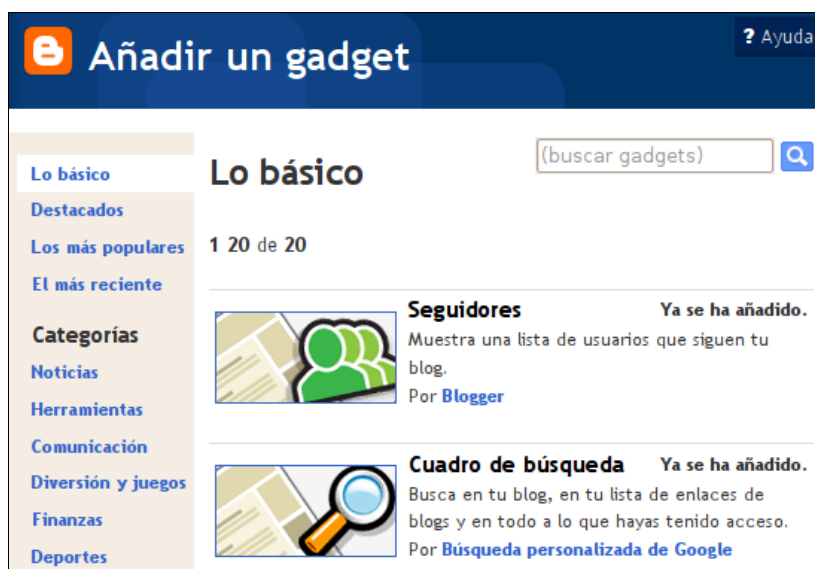 Añadir un gadget
? Ayuda
Lo básico
Destacados
Los más populares
El más reciente
Categorías
Noticias
Herramientas
Comunicación
Diversión y juegos
Finanzas
Deportes
Lo básico
(buscar gadgets)
1 20 de 20
Seguidores
Ya se ha añadido.
Muestra una lista de usuarios que siguen tu
blog.
Por Blogger
Cuadro de búsqueda
Ya se ha añadido.
Busca en tu blog, en tu lista de enlaces de
blogs y en todo a lo que hayas tenido acceso.
Por Búsqueda personalizada de Google